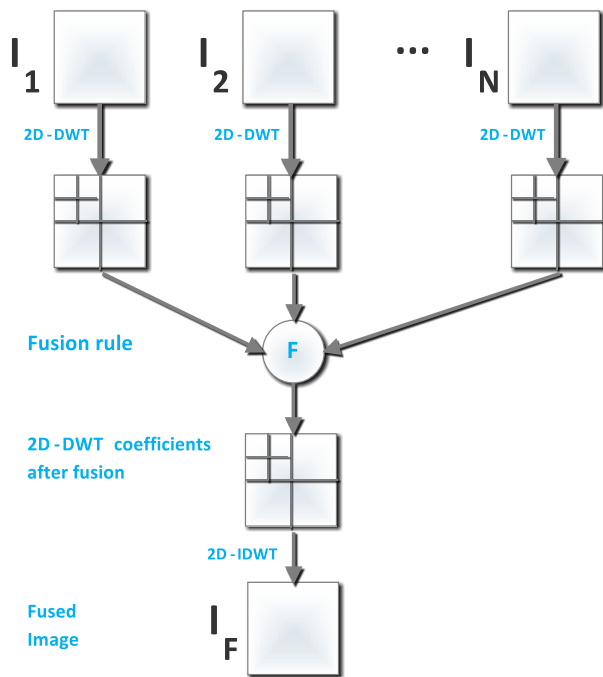 I1 I2 ... IN
2D-DWT 2D-DWT 2D-DWT
Fusion rule
F
2D-DWT coefficients
after fusion
2D-IDWT
Fused
Image
IF